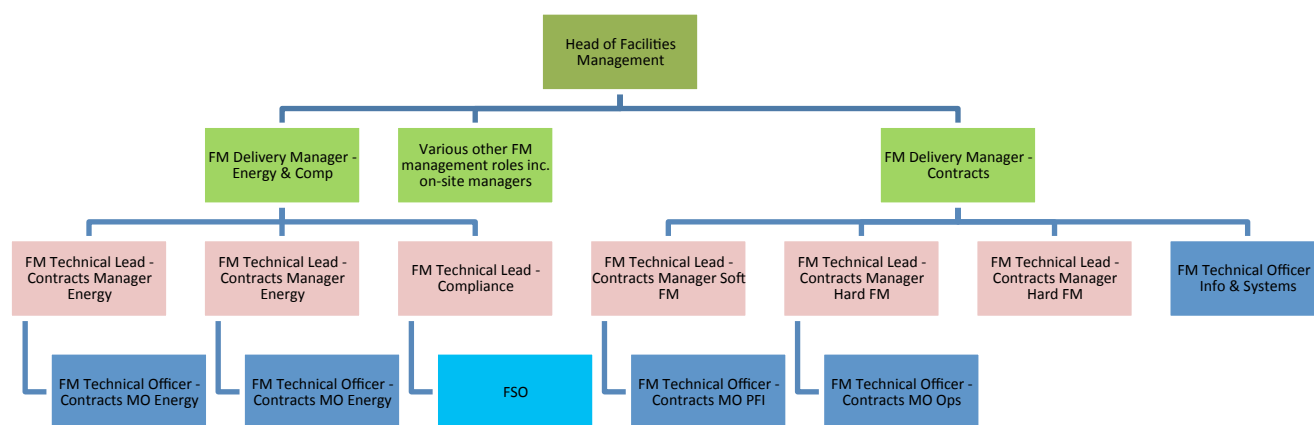 Head of Facilities
Management
FM Delivery Manager -
Energy & Comp
Various other FM
management roles inc.
on-site managers
FM Delivery Manager -
Contracts
FM Technical Lead -
Contracts Manager
Energy
FM Technical Lead -
Contracts Manager
Energy
FM Technical Lead -
Compliance
FM Technical Lead -
Contracts Manager Soft
FM
FM Technical Lead -
Contracts Manager
Hard FM
FM Technical Lead -
Contracts Manager
Hard FM
FM Technical Officer -
Info & Systems
FM Technical Officer -
Contracts MO Energy
FM Technical Officer -
Contracts MO Energy
FSO
FM Technical Officer -
Contracts MO PFI
FM Technical Officer -
Contracts MO Ops